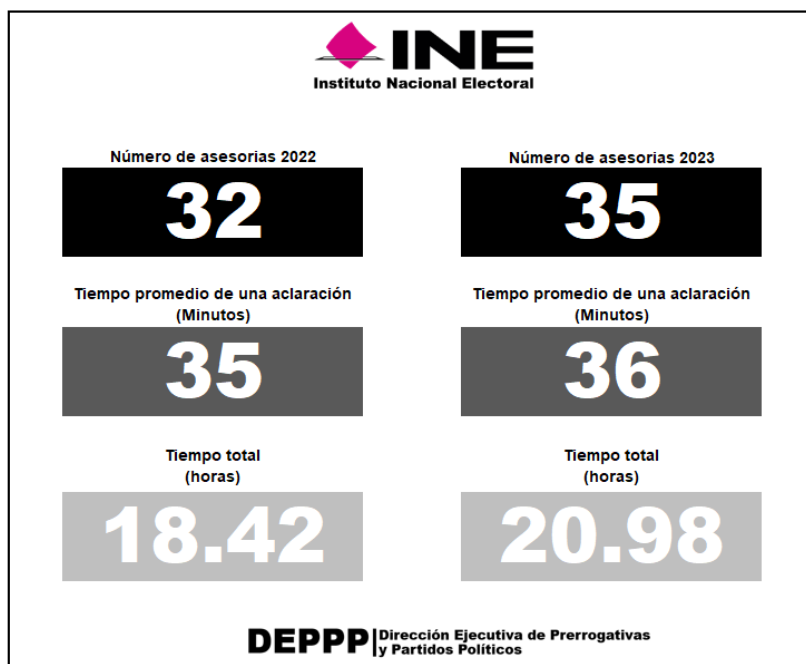 INE
Instituto Nacional Electoral
Número de asesorias 2022
32
Número de asesorias 2023
35
Tiempo promedio de una aclaración
(Minutos)
35
Tiempo promedio de una aclaración
(Minutos)
36
Tiempo total
(horas)
18.42
Tiempo total
(horas)
20.98
DEPPP
Dirección Ejecutiva de Prerrogativas
y Partidos Políticos